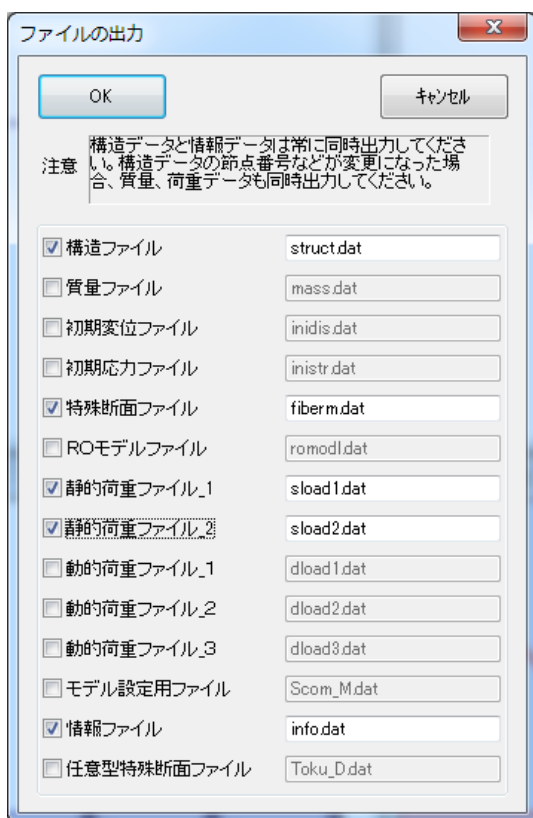 ファイルの出力
OK
キャンセル
注意
構造データと情報データは常に同時出力してくださ
い。構造データの節点番号などが変更になった場
合、質量、荷重データも同時出力してください。
構造ファイル struct.dat
質量ファイル mass.dat
初期変位ファイル inidis.dat
初期応力ファイル inistr.dat
特殊断面ファイル fiberm.dat
ROモデルファイル romodl.dat
静的荷重ファイル_1 sload1.dat
静的荷重ファイル_2 sload2.dat
動的荷重ファイル_1 dload1.dat
動的荷重ファイル_2 dload2.dat
動的荷重ファイル_3 dload3.dat
モデル設定用ファイル Scom_M.dat
情報ファイル info.dat
任意型特殊断面ファイル Toku_D.dat